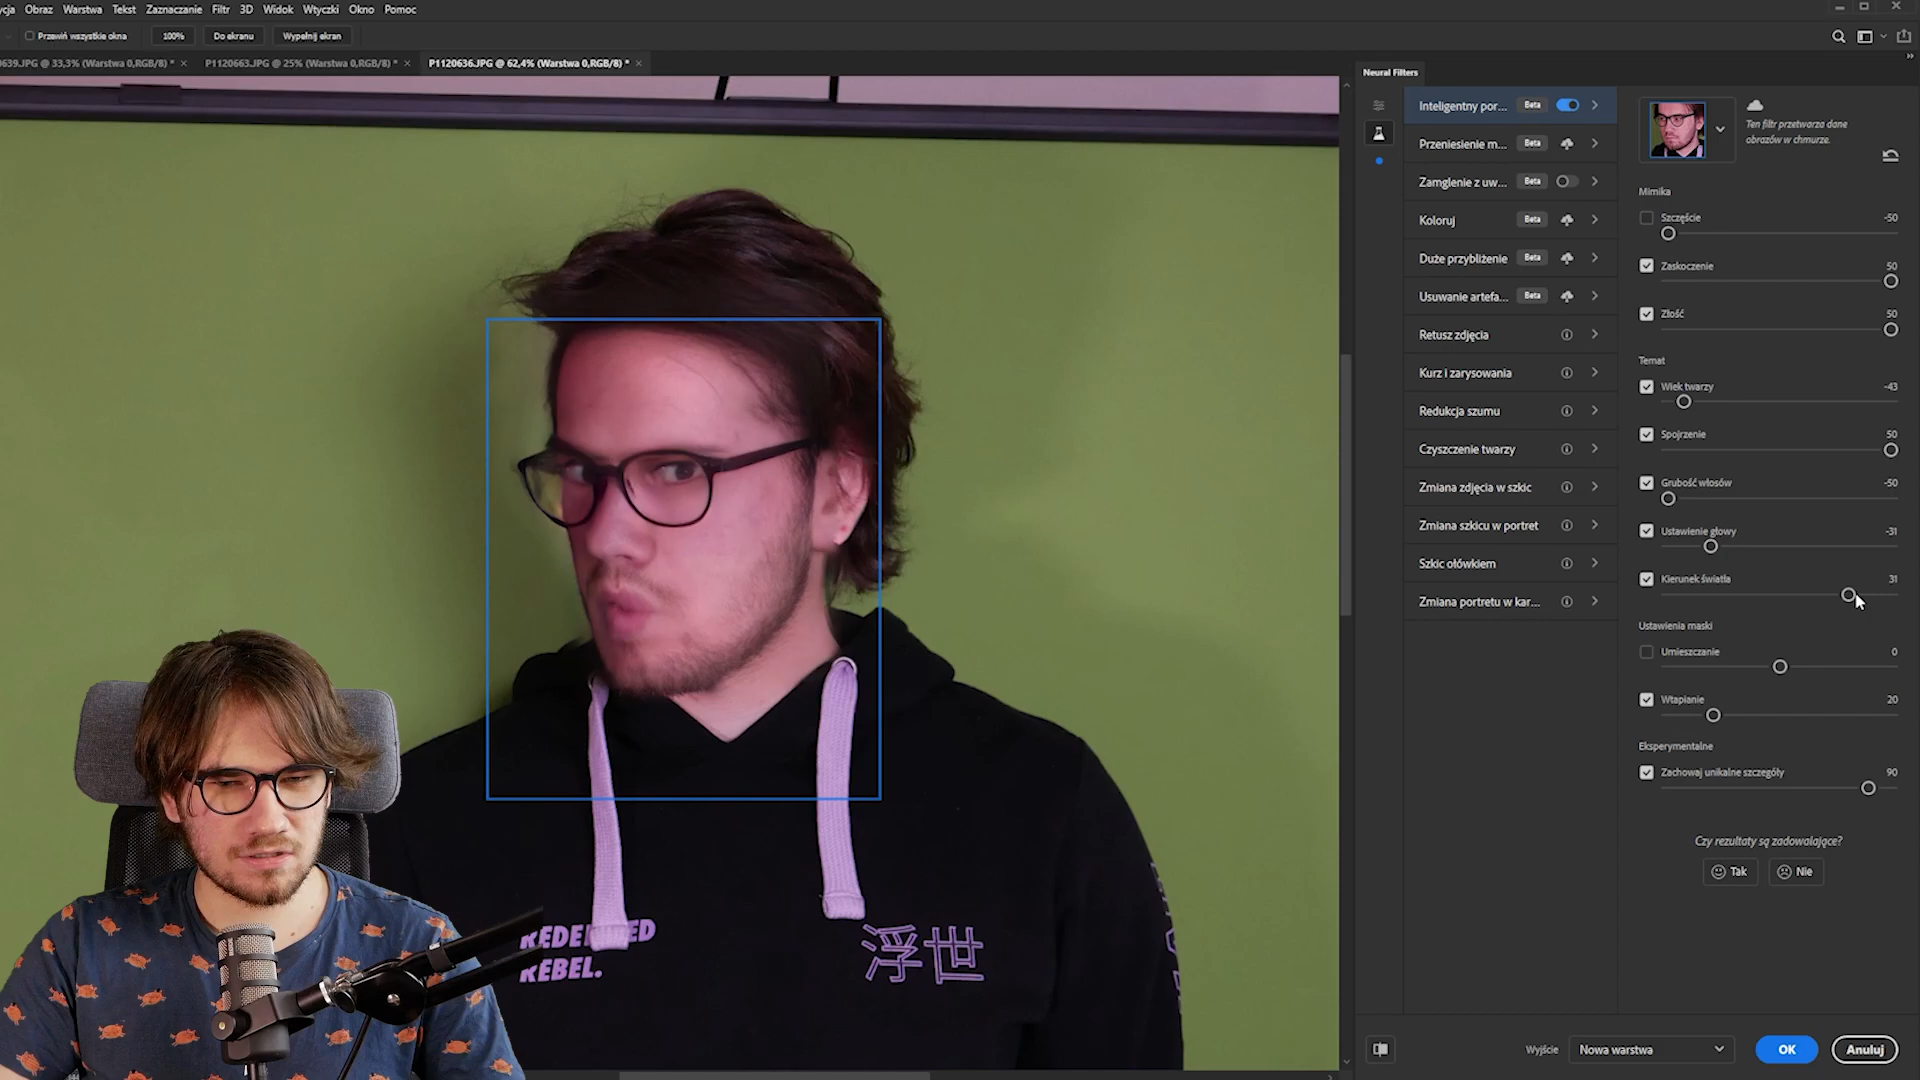 cja Obraz Warstwa Tekst Zaznaczanie Filtr 3D Widok Wtyczki Okno Pomoc
Przewiń wszystkie okna 100% Do ekranu Wypełnij ekran
0639.JPG @ 33,3% (Warstwa 0,RGB/8) * × P1120663.JPG @ 25% (Warstwa 0,RGB/8) * × P1120636.JPG @ 62,4% (Warstwa 0,RGB/8) * ×
Neural Filters
Inteligentny por... Beta
Przeniesienie m... Beta
Zamglenie z uw... Beta
Koloruj Beta
Duże przybliżenie Beta
Usuwanie artefa... Beta
Retusz zdjęcia
Kurz i zarysowania
Redukcja szumu
Czyszczenie twarzy
Zmiana zdjęcia w szkic
Zmiana szkicu w portret
Szkic ołówkiem
Zmiana portretu w kar...
Ten filtr przetwarza dane
obrazów w chmurze.
Mimika
Szczęście -50
Zaskoczenie 50
Złość 50
Temat
Wiek twarzy -43
Spojrzenie 50
Grubość włosów -50
Ustawienie głowy -31
Kierunek światła 31
Ustawienia maski
Umieszczanie 0
Wtapianie 20
Eksperymentalne
Zachowaj unikalne szczegóły 90
Czy rezultaty są zadowalające?
Tak Nie
Wyjście Nowa warstwa OK Anuluj
REBEL.
浮世